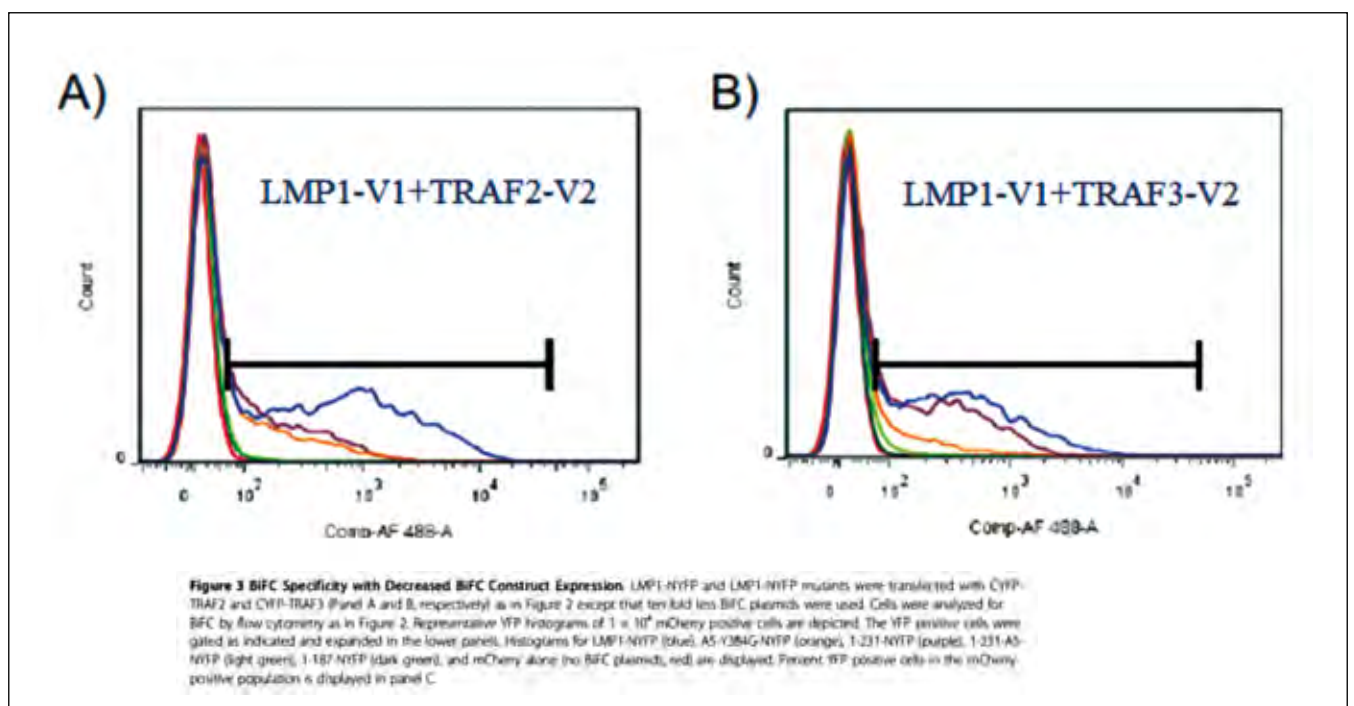 A)
B)
LMP1-V1+TRAF2-V2
LMP1-V1+TRAF3-V2
Count
Count
0
0
0 10² 10³ 10⁴ 10⁵
0 10² 10³ 10⁴ 10⁵
Comp-AF 488-A
Comp-AF 488-A
Figure 3 BiFC Specificity with Decreased BiFC Construct Expression. LMP1-NYFP and LMP1-NYFP mutants were transfected with CYFP-
TRAF2 and CYFP-TRAF3 (Panel A and B, respectively) as in Figure 2 except that ten fold less BiFC plasmids were used. Cells were analyzed for
BiFC by flow cytometry as in Figure 2. Representative YFP histograms of 1 × 10⁴ mCherry positive cells are depicted. The YFP positive cells were
gated as indicated and expanded in the lower panels. Histograms for LMP1-NYFP (blue), A5-Y384G-NYFP (orange), 1-231-NYFP (purple), 1-231-A5-
NYFP (light green), 1-187-NYFP (dark green), and mCherry alone (no BiFC plasmids, red) are displayed. Percent YFP positive cells in the mCherry
positive population is displayed in panel C.